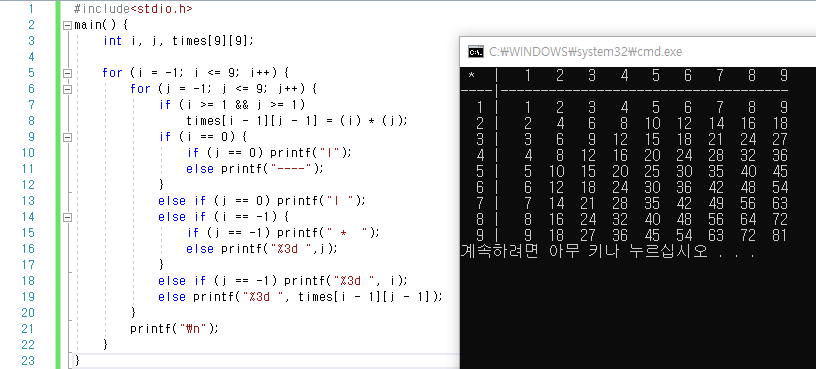 1 #include<stdio.h>
2 main() {
3 int i, j, times[9][9];
4
5 for (i = -1; i <= 9; i++) {
6 for (j = -1; j <= 9; j++) {
7 if (i >= 1 && j >= 1)
8 times[i - 1][j - 1] = (i) * (j);
9 if (i == 0) {
10 if (j == 0) printf("|");
11 else printf("----");
12 }
13 else if (j == 0) printf("| ");
14 else if (i == -1) {
15 if (j == -1) printf(" *  ");
16 else printf("%3d ",j);
17 }
18 else if (j == -1) printf("%3d ", i);
19 else printf("%3d ", times[i - 1][j - 1]);
20 }
21 printf("₩n");
22 }
23 }
C:₩WINDOWS₩system32₩cmd.exe
* | 1 2 3 4 5 6 7 8 9
----|------------------------------------
1 | 1 2 3 4 5 6 7 8 9
2 | 2 4 6 8 10 12 14 16 18
3 | 3 6 9 12 15 18 21 24 27
4 | 4 8 12 16 20 24 28 32 36
5 | 5 10 15 20 25 30 35 40 45
6 | 6 12 18 24 30 36 42 48 54
7 | 7 14 21 28 35 42 49 56 63
8 | 8 16 24 32 40 48 56 64 72
9 | 9 18 27 36 45 54 63 72 81
계속하려면 아무 키나 누르십시오 . . .